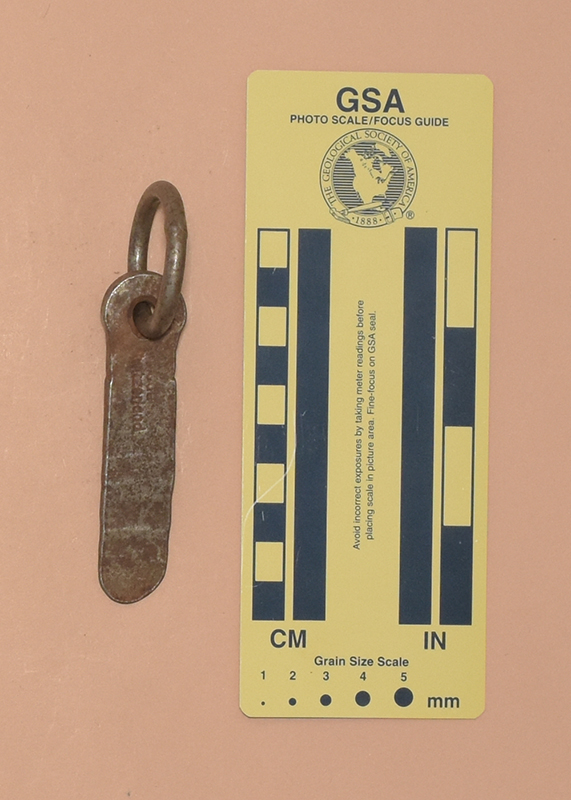 GSA
PHOTO SCALE/FOCUS GUIDE
THE GEOLOGICAL SOCIETY OF AMERICA
• 1888 •
®
Avoid incorrect exposures by taking meter readings before
placing scale in picture area. Fine-focus on GSA seal.
CM
IN
Grain Size Scale
1 2 3 4 5
mm